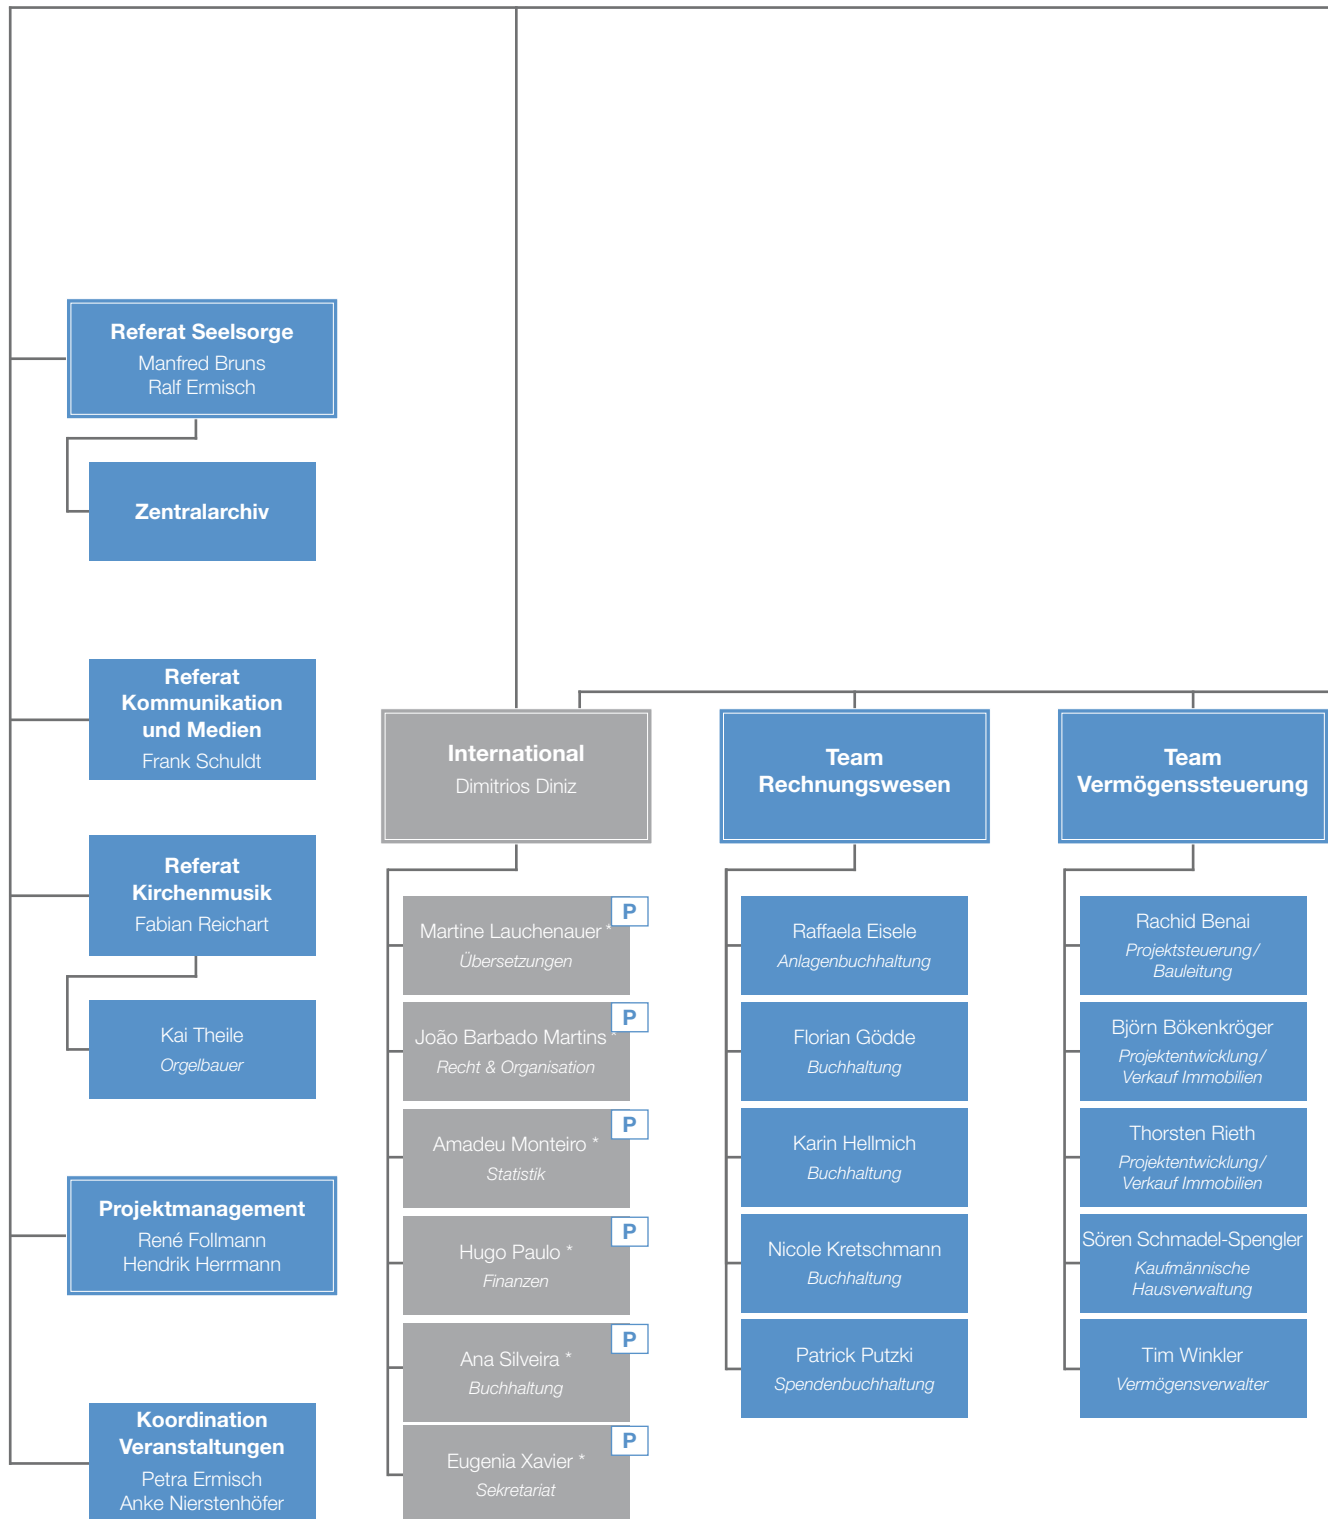 Referat Seelsorge
Manfred Bruns
Ralf Ermisch
Zentralarchiv
Referat
Kommunikation
und Medien
Frank Schuldt
Referat
Kirchenmusik
Fabian Reichart
Kai Theile
Orgelbauer
Projektmanagement
René Follmann
Hendrik Herrmann
Koordination
Veranstaltungen
Petra Ermisch
Anke Nierstenhöfer
International
Dimitrios Diniz
P
Martine Lauchenauer *
Übersetzungen
P
João Barbado Martins *
Recht & Organisation
P
Amadeu Monteiro *
Statistik
P
Hugo Paulo *
Finanzen
P
Ana Silveira *
Buchhaltung
P
Eugenia Xavier *
Sekretariat
Team
Rechnungswesen
Raffaela Eisele
Anlagenbuchhaltung
Florian Gödde
Buchhaltung
Karin Hellmich
Buchhaltung
Nicole Kretschmann
Buchhaltung
Patrick Putzki
Spendenbuchhaltung
Team
Vermögenssteuerung
Rachid Benai
Projektsteuerung/
Bauleitung
Björn Bökenkröger
Projektentwicklung/
Verkauf Immobilien
Thorsten Rieth
Projektentwicklung/
Verkauf Immobilien
Sören Schmadel-Spengler
Kaufmännische
Hausverwaltung
Tim Winkler
Vermögensverwalter